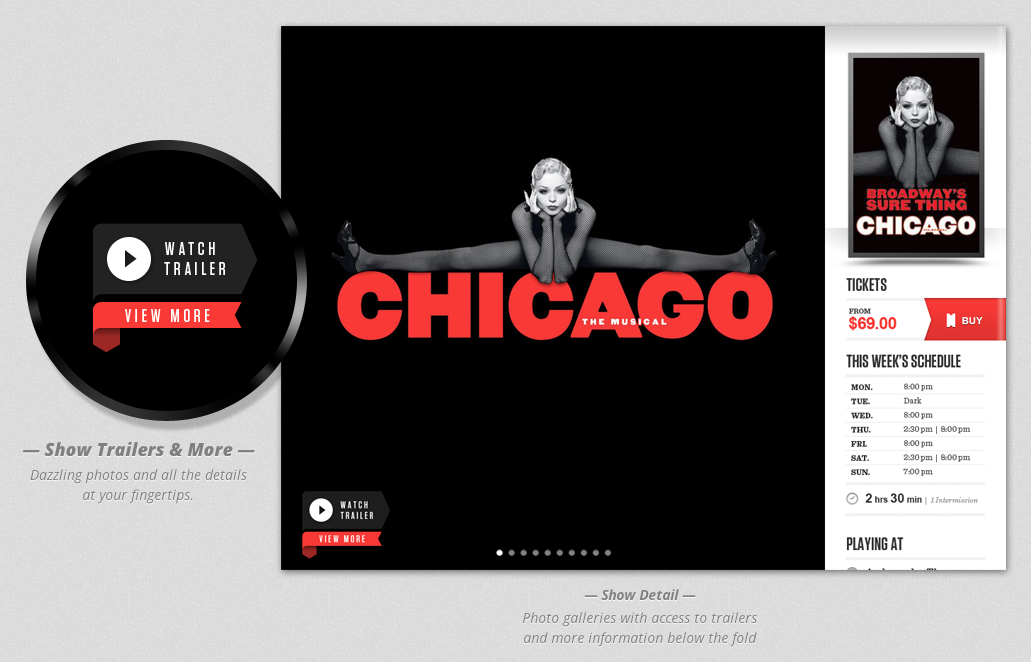 WATCH
TRAILER
VIEW MORE
— Show Trailers & More —
Dazzling photos and all the details
at your fingertips.
CHICAGO
THE MUSICAL
WATCH
TRAILER
VIEW MORE
BROADWAY'S
SURE THING
CHICAGO
TICKETS
FROM
$69.00
BUY
THIS WEEK'S SCHEDULE
MON. 8:00 pm
TUE. Dark
WED. 8:00 pm
THU. 2:30 pm | 8:00 pm
FRI. 8:00 pm
SAT. 2:30 pm | 8:00 pm
SUN. 7:00 pm
2 hrs 30 min | 1 Intermission
PLAYING AT
— Show Detail —
Photo galleries with access to trailers
and more information below the fold